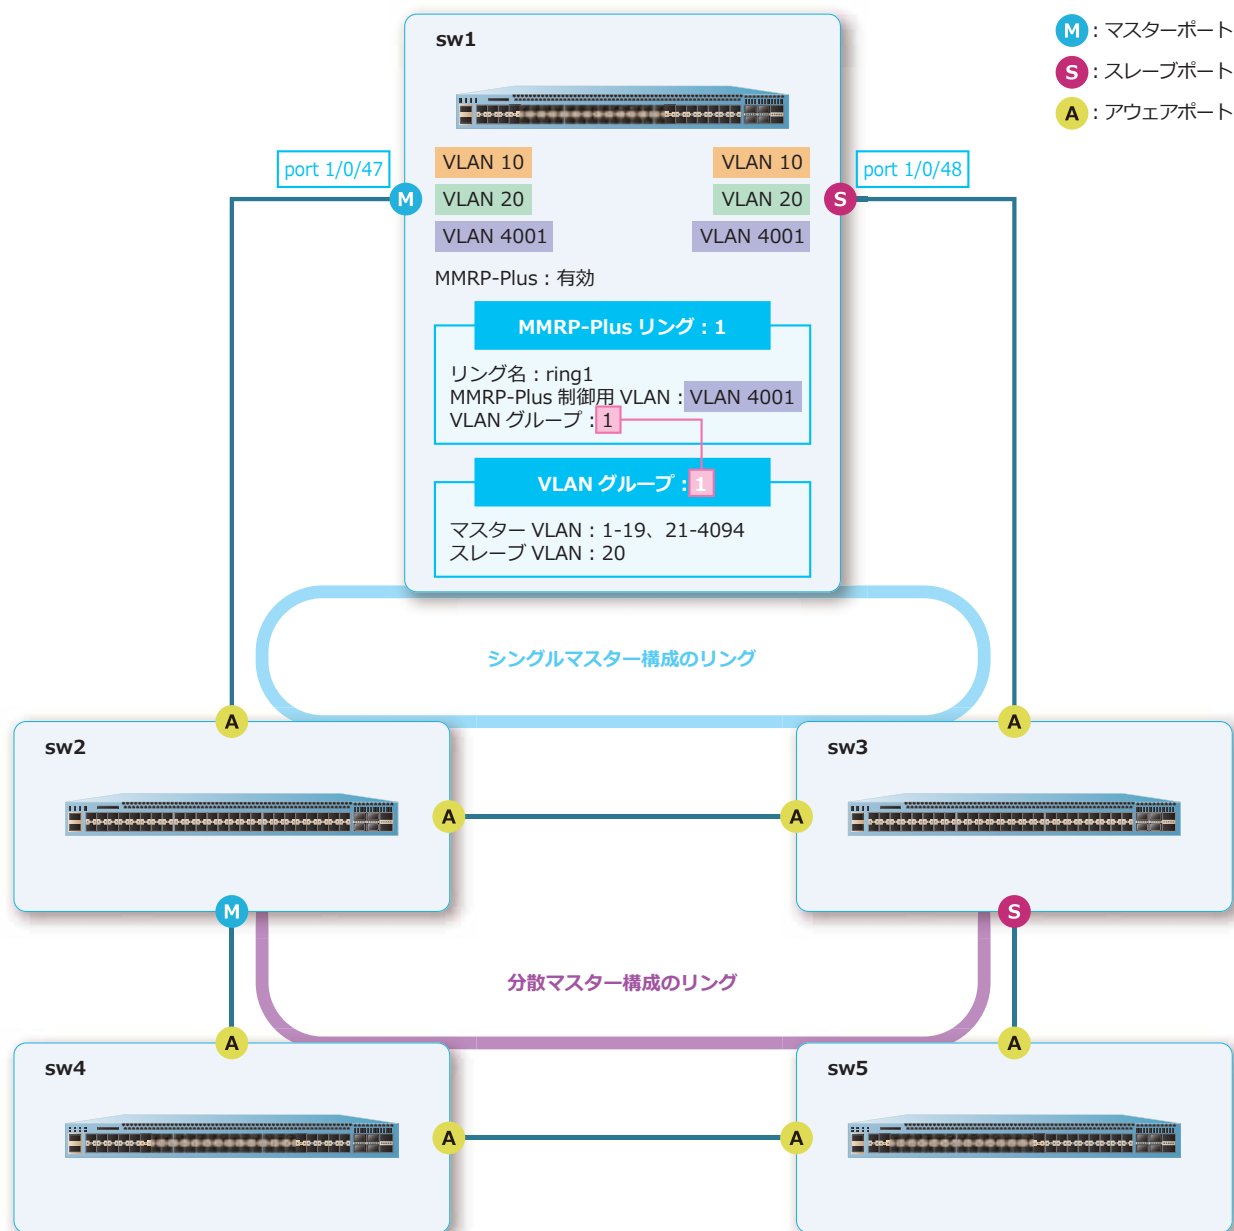 sw1
M：マスターポート
S：スレーブポート
A：アウェアポート
port 1/0/47
VLAN 10
VLAN 10
port 1/0/48
M
VLAN 20
VLAN 20
S
VLAN 4001
VLAN 4001
MMRP-Plus：有効
MMRP-Plus リング：1
リング名：ring1
MMRP-Plus 制御用 VLAN：VLAN 4001
VLAN グループ：1
VLAN グループ：1
マスター VLAN：1-19、21-4094
スレーブ VLAN：20
シングルマスター構成のリング
A
A
sw2
sw3
A
A
M
S
分散マスター構成のリング
A
A
sw4
sw5
A
A